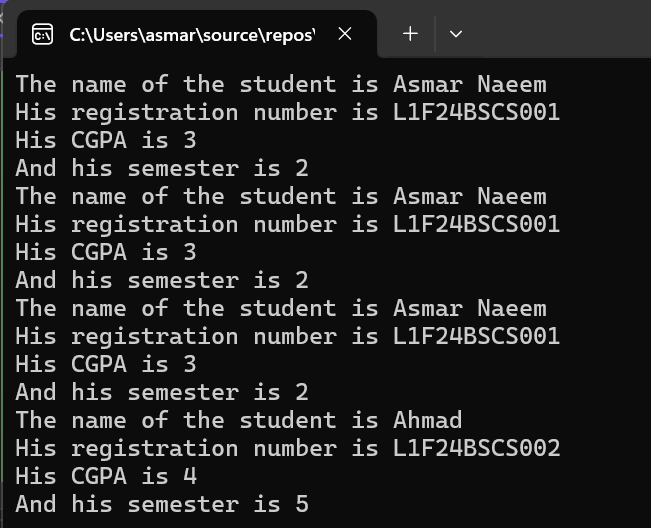 C:\Users\asmar\source\repos\
The name of the student is Asmar Naeem
His registration number is L1F24BSCS001
His CGPA is 3
And his semester is 2
The name of the student is Asmar Naeem
His registration number is L1F24BSCS001
His CGPA is 3
And his semester is 2
The name of the student is Asmar Naeem
His registration number is L1F24BSCS001
His CGPA is 3
And his semester is 2
The name of the student is Ahmad
His registration number is L1F24BSCS002
His CGPA is 4
And his semester is 5